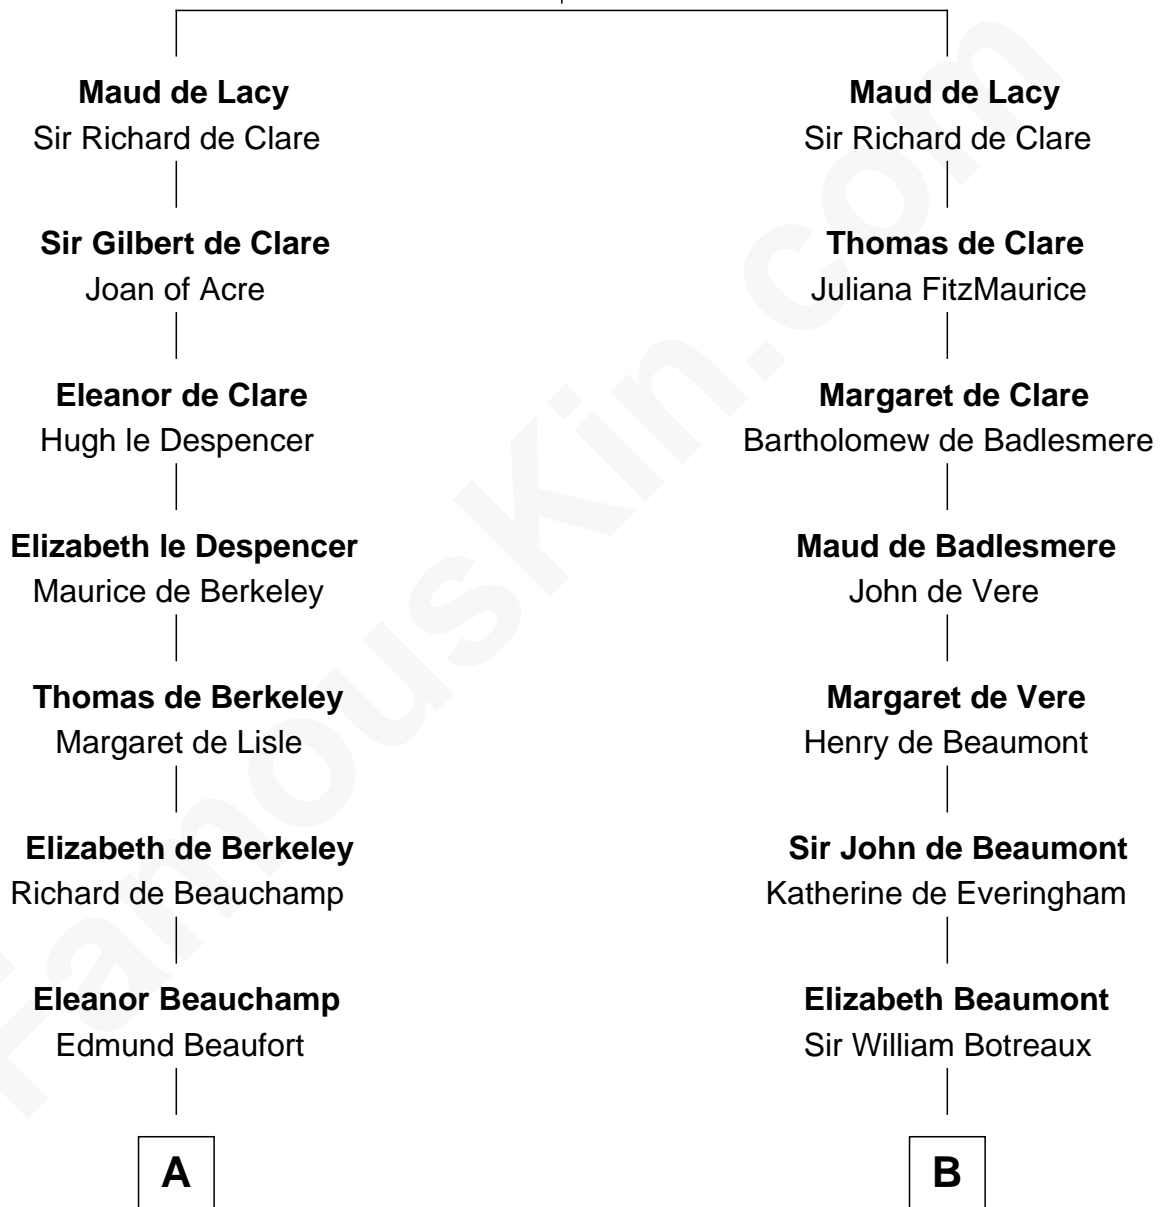 Maud de Lacy
Sir Richard de Clare
Sir Gilbert de Clare
Joan of Acre
Eleanor de Clare
Hugh le Despencer
Elizabeth le Despencer
Maurice de Berkeley
Thomas de Berkeley
Margaret de Lisle
Elizabeth de Berkeley
Richard de Beauchamp
Eleanor Beauchamp
Edmund Beaufort
A
Maud de Lacy
Sir Richard de Clare
Thomas de Clare
Juliana FitzMaurice
Margaret de Clare
Bartholomew de Badlesmere
Maud de Badlesmere
John de Vere
Margaret de Vere
Henry de Beaumont
Sir John de Beaumont
Katherine de Everingham
Elizabeth Beaumont
Sir William Botreaux
B
FamousKin.com